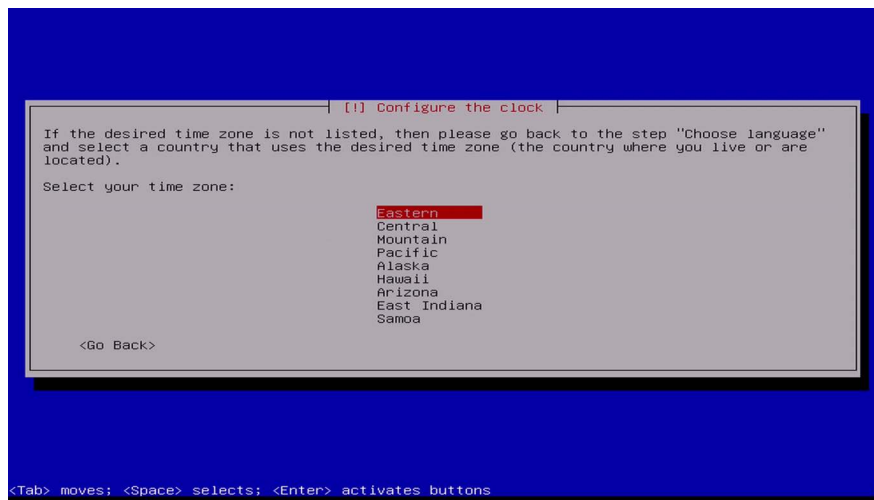 [!] Configure the clock
If the desired time zone is not listed, then please go back to the step "Choose language"
and select a country that uses the desired time zone (the country where you live or are
located).
Select your time zone:
Eastern
Central
Mountain
Pacific
Alaska
Hawaii
Arizona
East Indiana
Samoa
<Go Back>
<Tab> moves; <Space> selects; <Enter> activates buttons